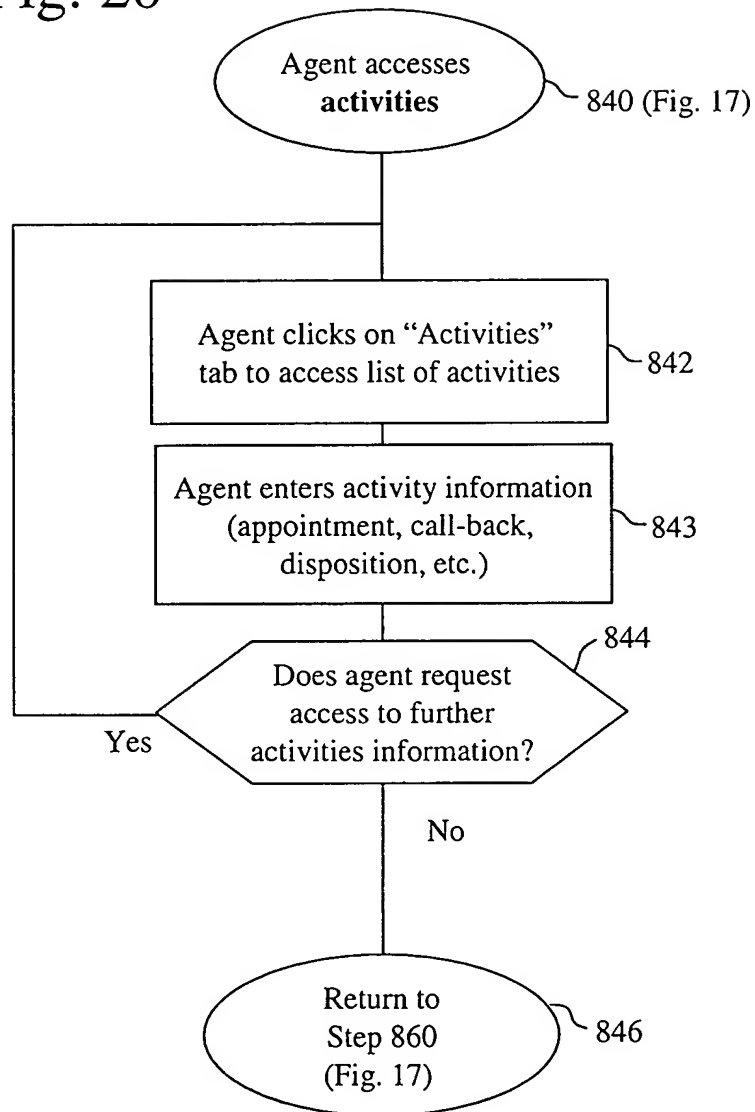 Fig. 20
Agent accesses
activities
840 (Fig. 17)
Agent clicks on “Activities”
tab to access list of activities
842
Agent enters activity information
(appointment, call-back,
disposition, etc.)
843
844
Does agent request
access to further
activities information?
Yes
No
Return to
Step 860
(Fig. 17)
846